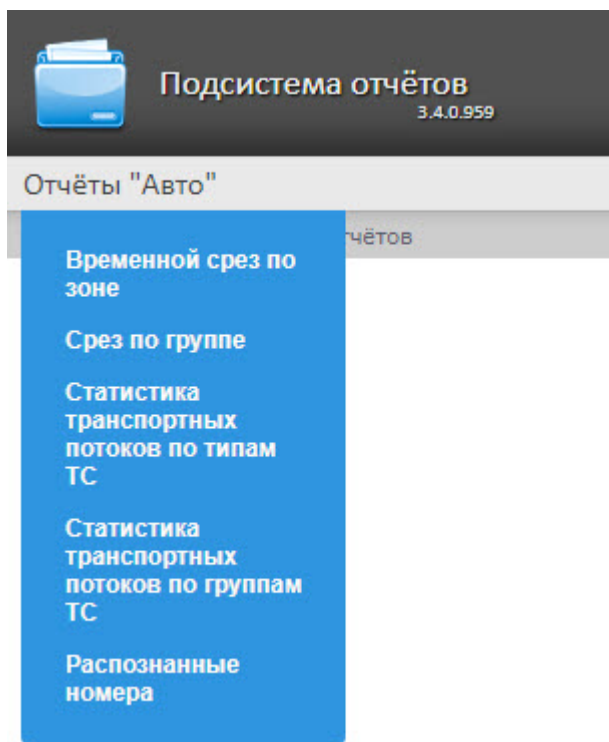 Подсистема отчётов
3.4.0.959
Отчёты "Авто"
Временной срез по
зоне
Срез по группе
Статистика
транспортных
потоков по типам
ТС
Статистика
транспортных
потоков по группам
ТС
Распознанные
номера